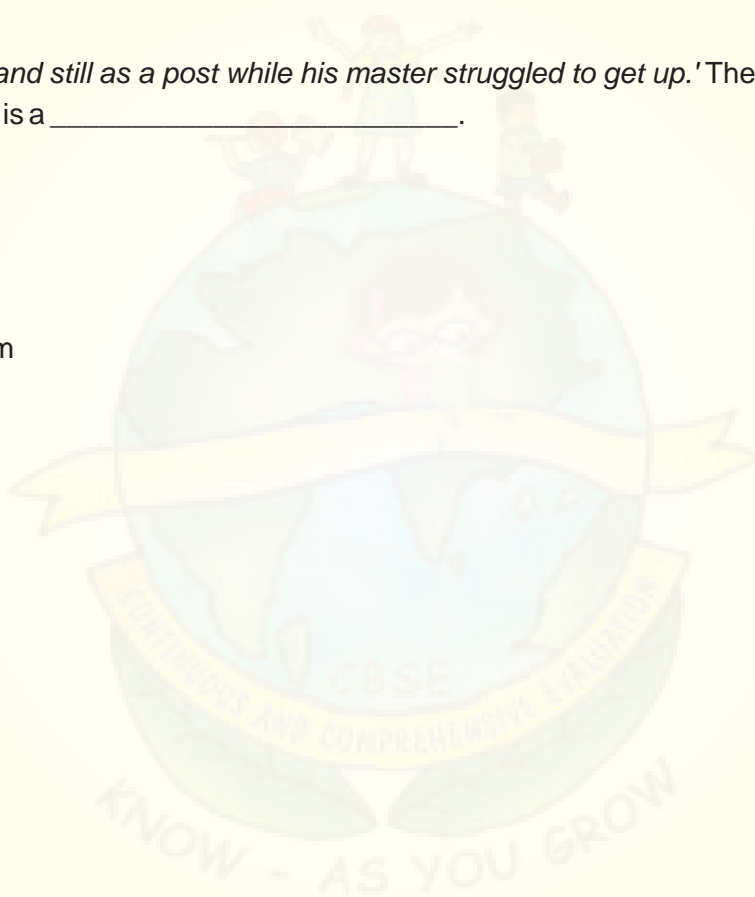 and still as a post while his master struggled to get up.' The
is a _________________________.
m
CBSE
CONTINUOUS AND COMPREHENSIVE EVALUATION
KNOW - AS YOU GROW